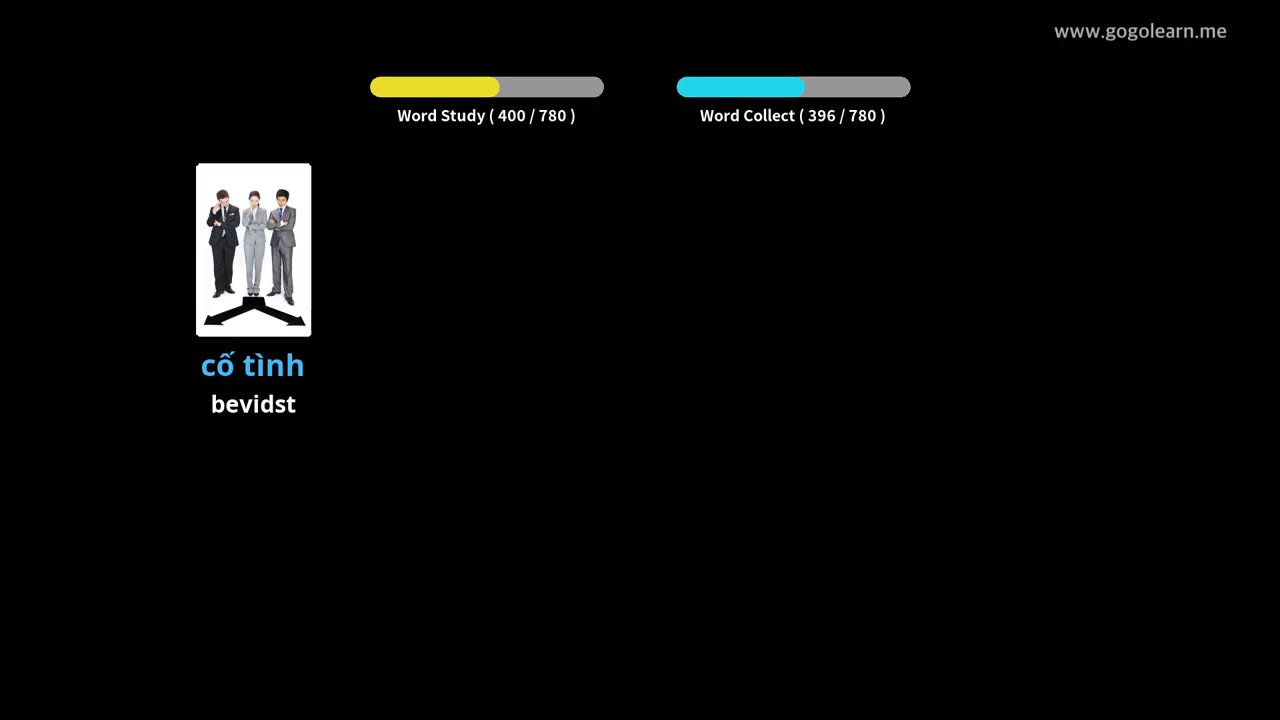 www.gogolearn.me
Word Study ( 400 / 780 )
Word Collect ( 396 / 780 )
cố tình
bevidst